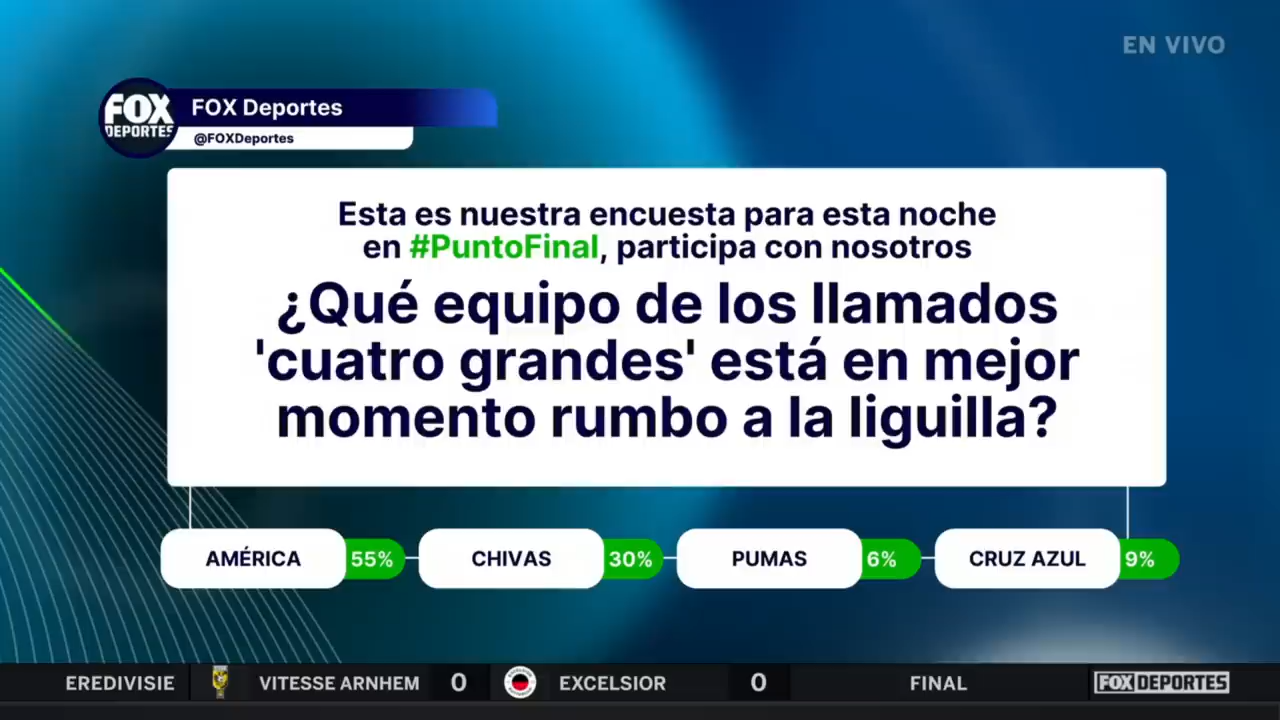 EN VIVO
FOX
DEPORTES
FOX Deportes
@FOXDeportes
Esta es nuestra encuesta para esta noche
en #PuntoFinal, participa con nosotros
¿Qué equipo de los llamados
'cuatro grandes' está en mejor
momento rumbo a la liguilla?
AMÉRICA 55% CHIVAS 30% PUMAS 6% CRUZ AZUL 9%
EREDIVISIE VITESSE ARNHEM 0 EXCELSIOR 0 FINAL FOX DEPORTES